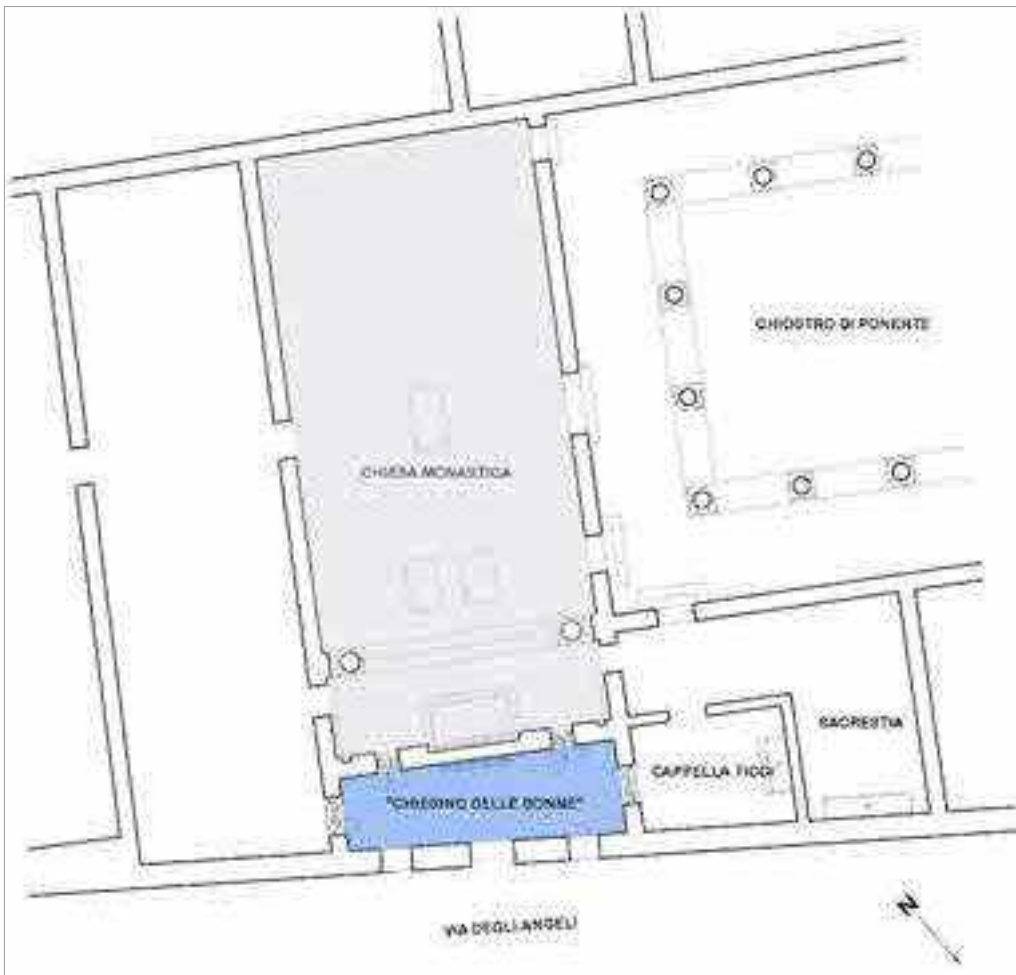 CHIOSTRO DI PONENTE
CHIESA MONASTICA
SACRESTIA
CAPPELLA TICCI
"CHIESINO DELLE DONNE"
VIA DEGLI ANGELI
N